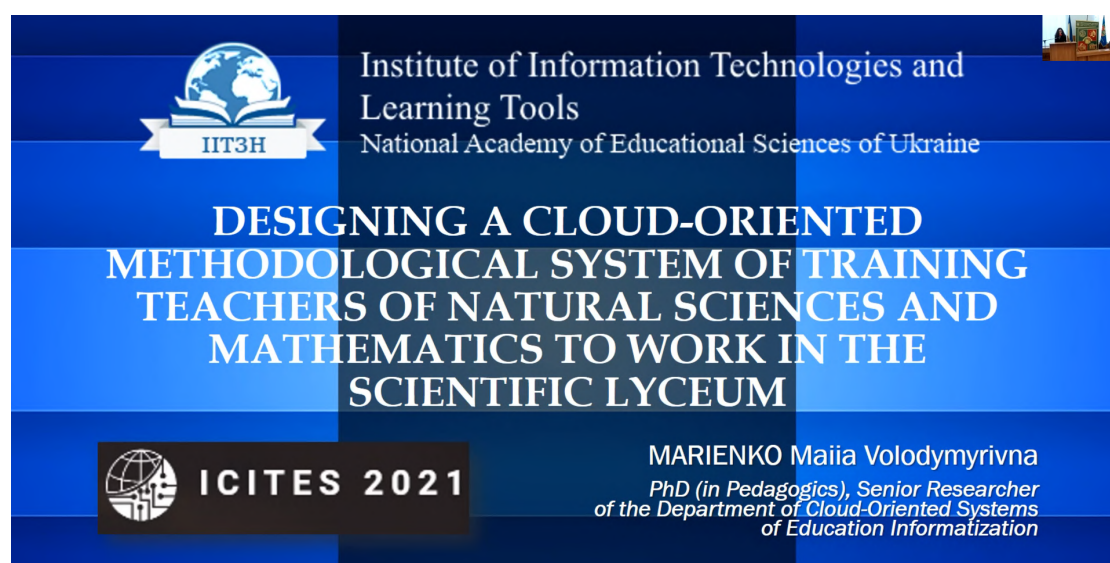 Institute of Information Technologies and
Learning Tools
National Academy of Educational Sciences of Ukraine
ІІТЗН
DESIGNING A CLOUD-ORIENTED
METHODOLOGICAL SYSTEM OF TRAINING
TEACHERS OF NATURAL SCIENCES AND
MATHEMATICS TO WORK IN THE
SCIENTIFIC LYCEUM
ICITES 2021
MARIENKO Maiia Volodymyrivna
PhD (in Pedagogics), Senior Researcher
of the Department of Cloud-Oriented Systems
of Education Informatization